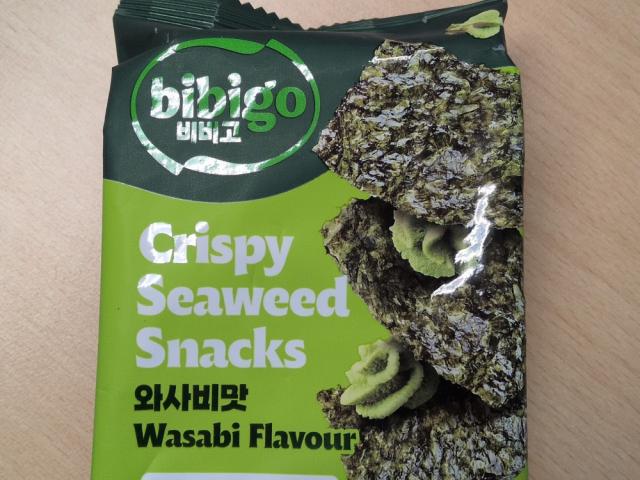 bibigo
비비고
Crispy
Seaweed
Snacks
와사비맛
Wasabi Flavour